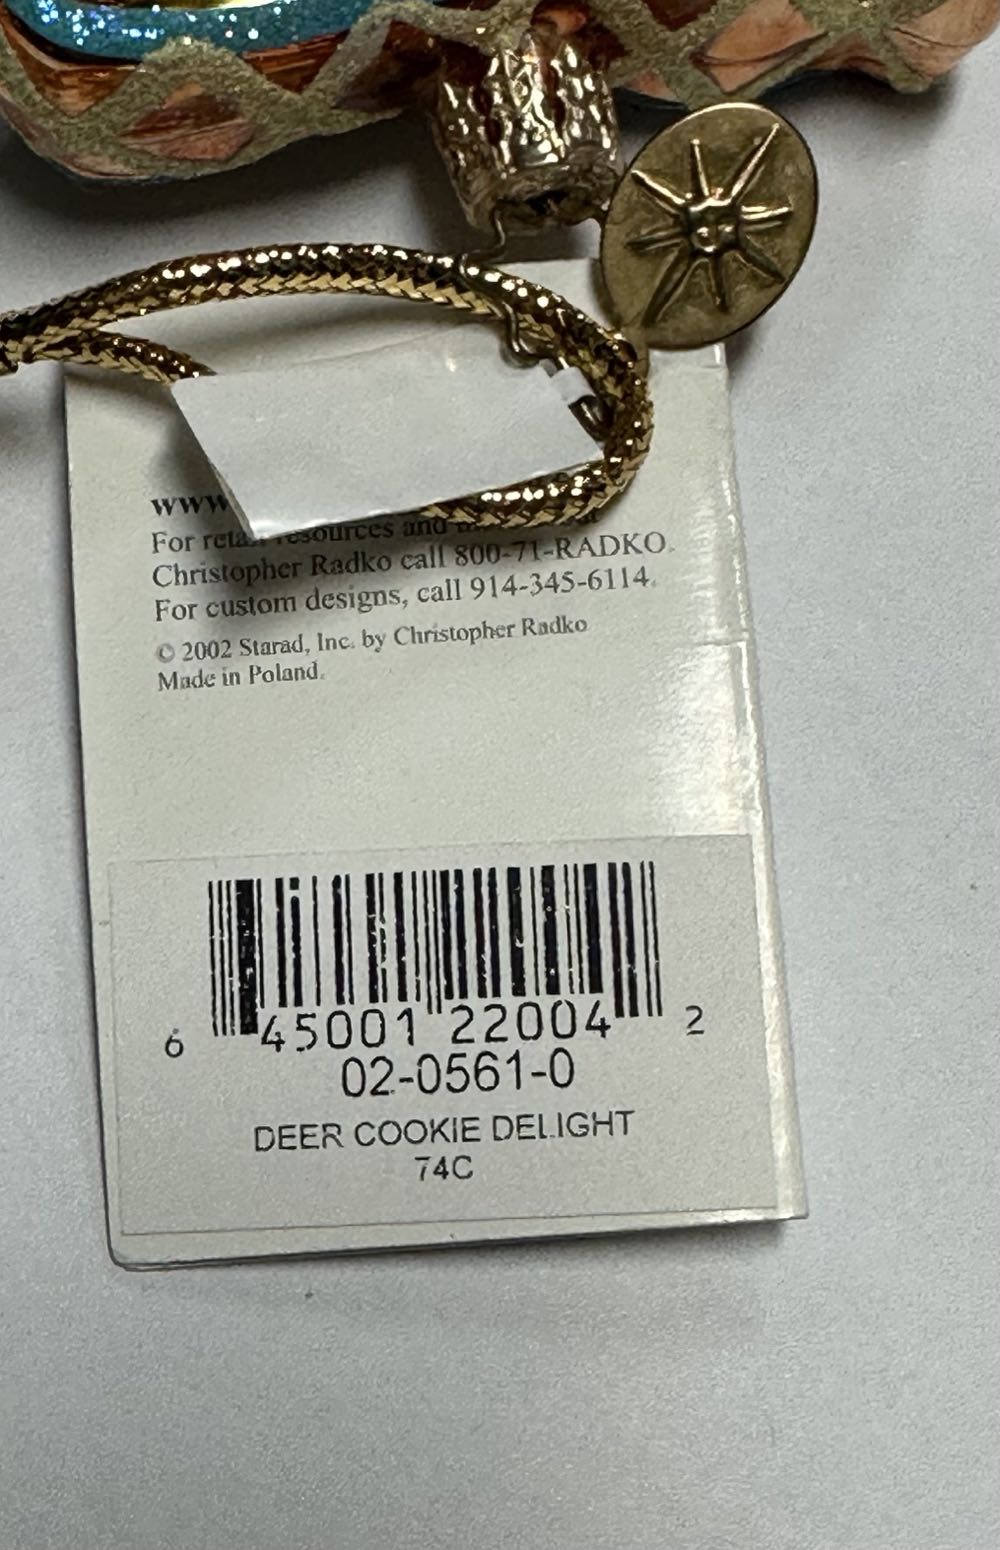 www
For retail resources and
Christopher Radko call 800-71-RADKO.
For custom designs, call 914-345-6114.
© 2002 Starad, Inc. by Christopher Radko
Made in Poland.
6 45001 22004 2
02-0561-0
DEER COOKIE DELIGHT
74C